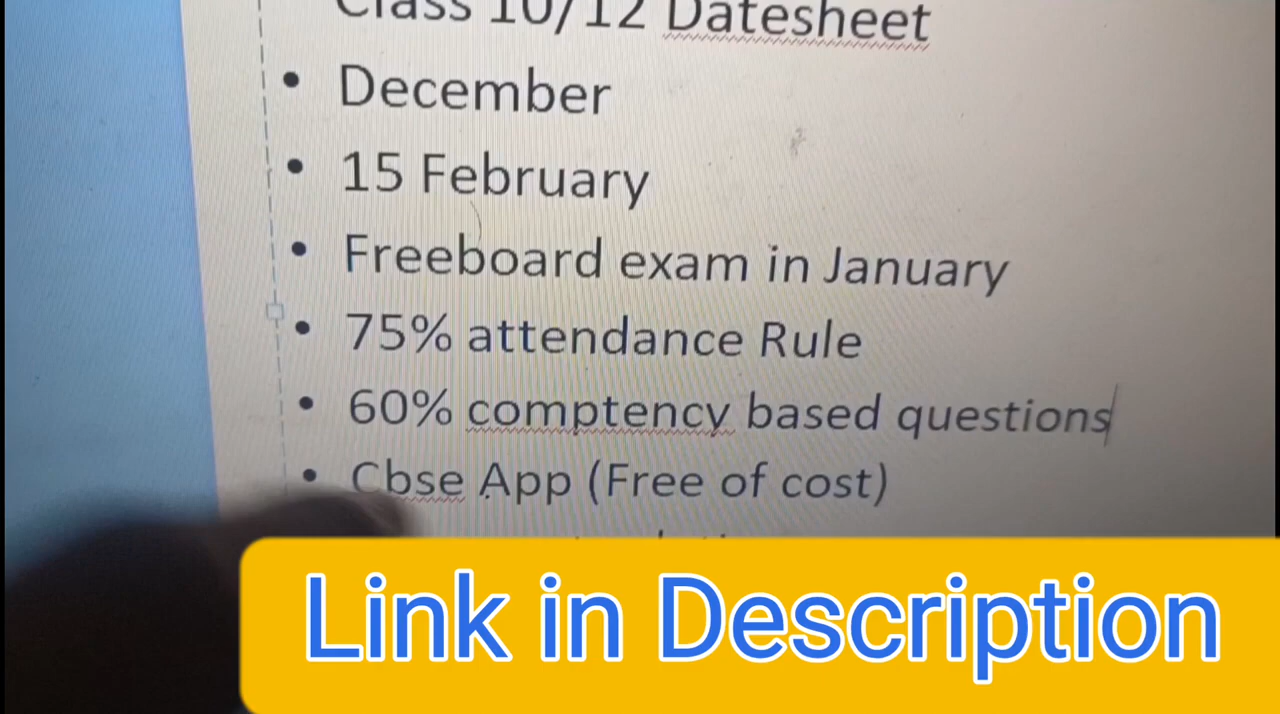 Class 10/12 Datesheet
• December
• 15 February
• Freeboard exam in January
• 75% attendance Rule
• 60% comptency based questions
• Cbse App (Free of cost)
Link in Description